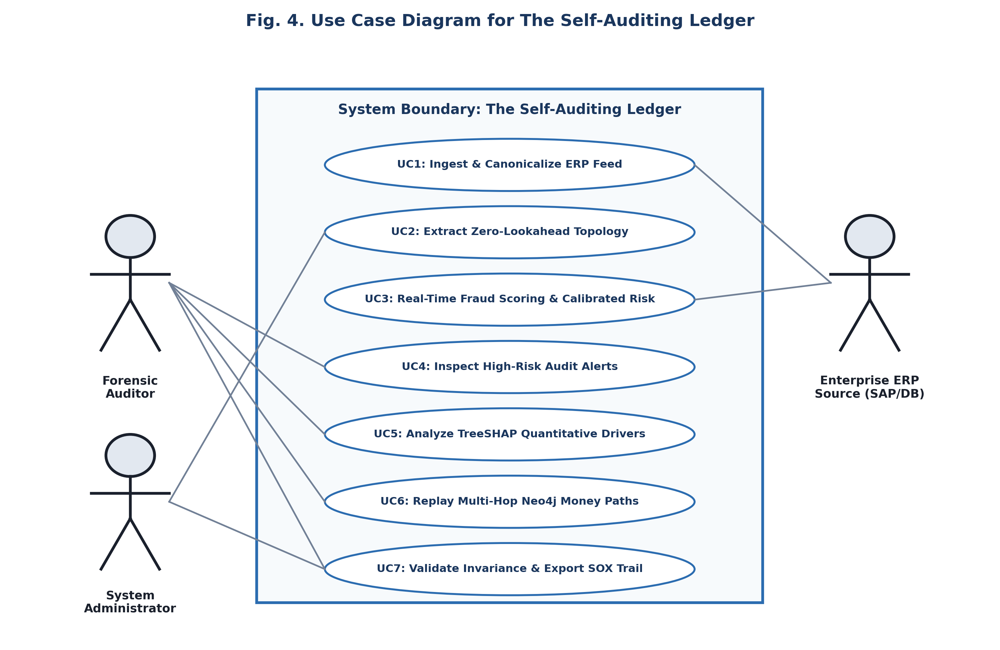 Fig. 4. Use Case Diagram for The Self-Auditing Ledger
System Boundary: The Self-Auditing Ledger
UC1: Ingest & Canonicalize ERP Feed
UC2: Extract Zero-Lookahead Topology
UC3: Real-Time Fraud Scoring & Calibrated Risk
UC4: Inspect High-Risk Audit Alerts
UC5: Analyze TreeSHAP Quantitative Drivers
UC6: Replay Multi-Hop Neo4j Money Paths
UC7: Validate Invariance & Export SOX Trail
Forensic
Auditor
System
Administrator
Enterprise ERP
Source (SAP/DB)